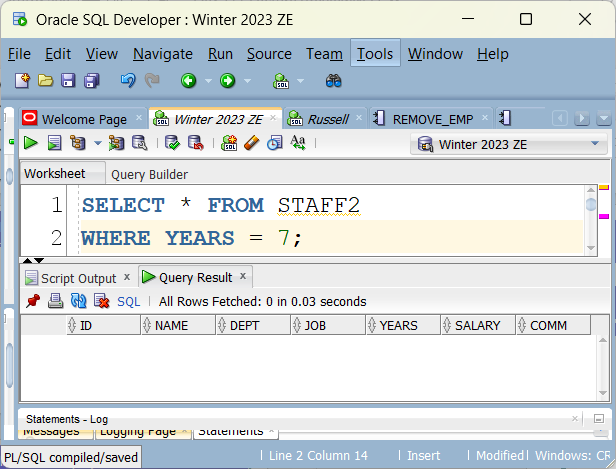 Oracle SQL Developer : Winter 2023 ZE
File Edit View Navigate Run Source Team Tools Window Help
Welcome Page Winter 2023 ZE Russell REMOVE_EMP
Winter 2023 ZE
Worksheet Query Builder
1 SELECT * FROM STAFF2
2 WHERE YEARS = 7;
Script Output Query Result
SQL All Rows Fetched: 0 in 0.03 seconds
ID NAME DEPT JOB YEARS SALARY COMM
Statements - Log
Messages Logging Page Statements
PL/SQL compiled/saved Line 2 Column 14 Insert Modified Windows: CR